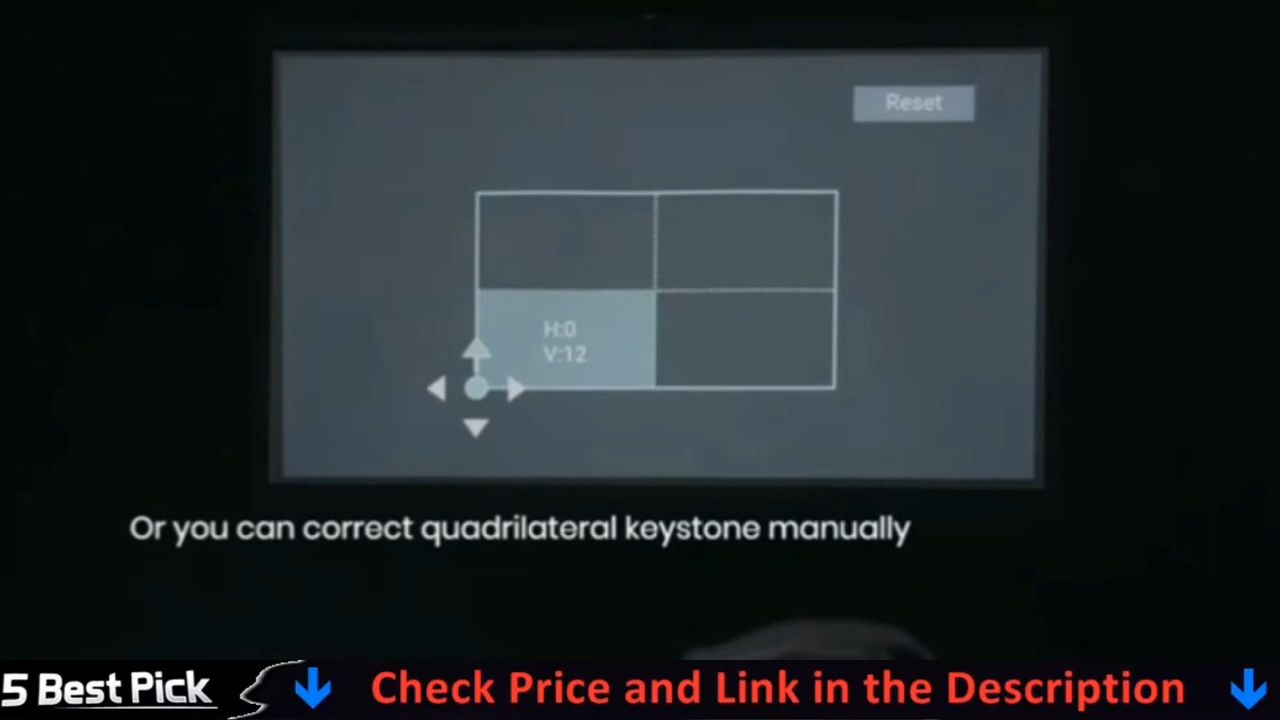 Reset
H:0
V:12
Or you can correct quadrilateral keystone manually
5 Best Pick
Check Price and Link in the Description